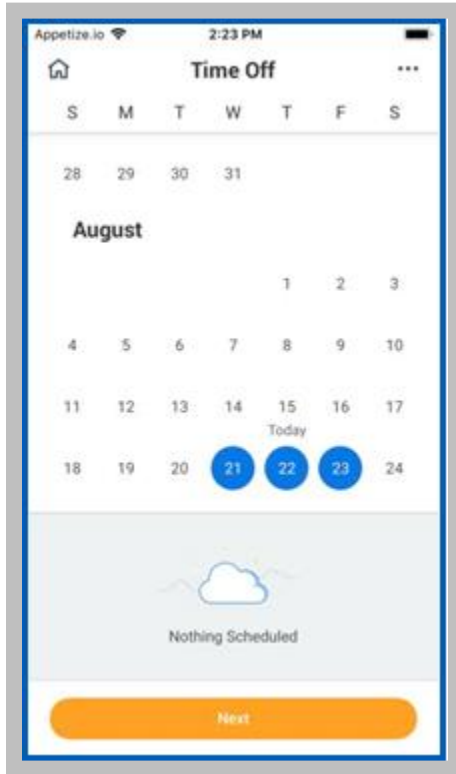 Appetize.io 2:23 PM
Time Off ...
S M T W T F S
28 29 30 31
August
1 2 3
4 5 6 7 8 9 10
11 12 13 14 15 16 17
Today
18 19 20 21 22 23 24
Nothing Scheduled
Next